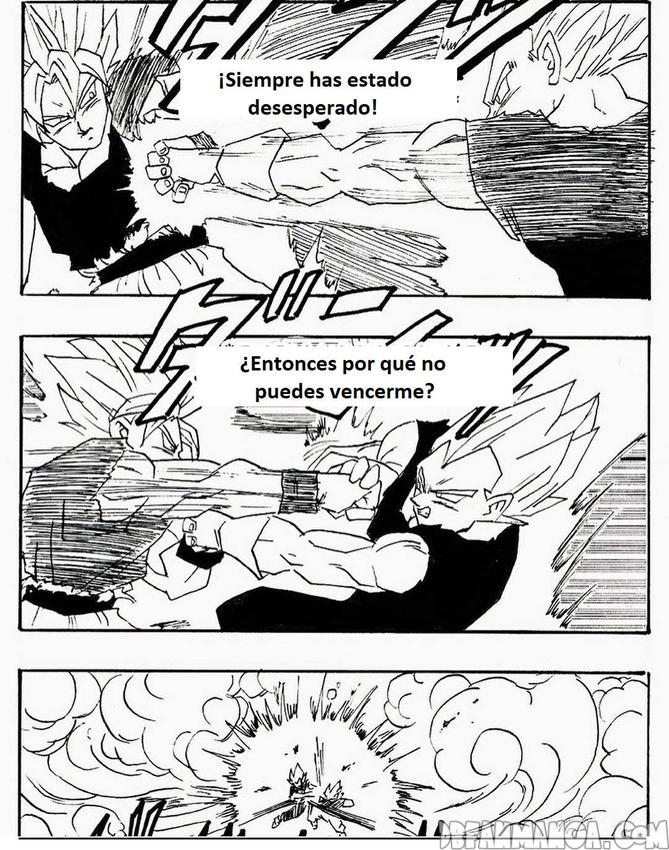 ¡Siempre has estado
desesperado!
¿Entonces por qué no
puedes vencerme?
DBFANMANGA.COM